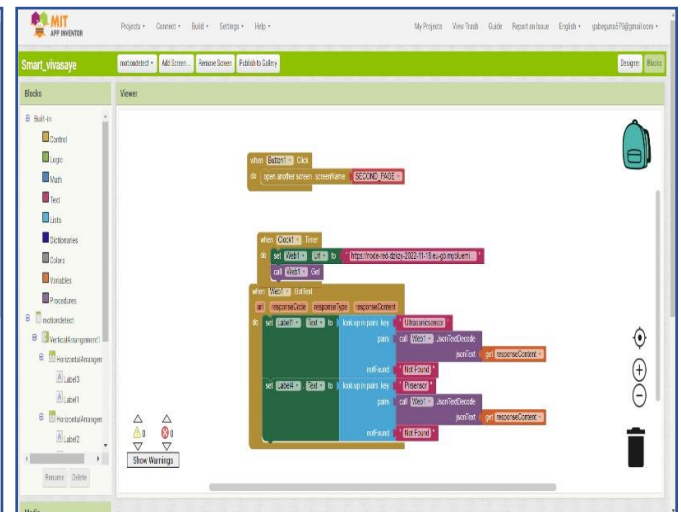 MIT
APP INVENTOR
Projects • Connect • Build • Settings • Help •
My Projects View Trash Guide Report an Issue English •
Smart_vivasaye
motiondetect • Add Screen ... Remove Screen Publish to Gallery
Designer Blocks
Blocks
Viewer
Built-in
Control
Logic
Math
Text
Lists
Dictionaries
Colors
Variables
Procedures
motiondetect
VerticalArrangement1
HorizontalArrangem
Label3
Label1
HorizontalArrangem
Label2
Rename Delete
Media
when Button1 Click
do open another screen screenName SECOND_PAGE
when Clock1 Timer
do set Web1 Url to
call Web1 Get
when Web1 GotText
url responseCode responseType responseContent
do set Label1 Text to look up in pairs key
pairs call Web1 JsonTextDecode
jsonText get responseContent
notFound Not Found
set Label4 Text to look up in pairs key
pairs call Web1 JsonTextDecode
jsonText get responseContent
notFound Not Found
0 0
Show Warnings